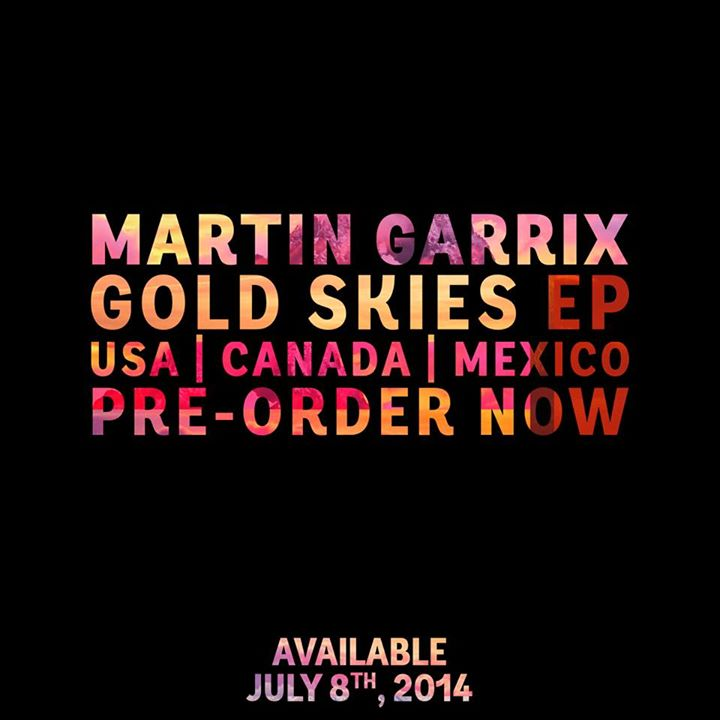 MARTIN GARRIX
GOLD SKIES EP
USA | CANADA | MEXICO
PRE-ORDER NOW
AVAILABLE
JULY 8TH, 2014